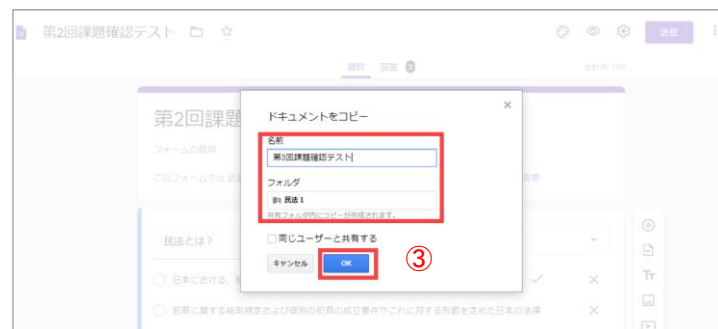 第2回課題確認テスト
送信
質問
合計点: 100
第2回課題
フォームの説明
このフォームでは
変更
ドキュメントをコピー
×
名前
第3回課題確認テスト
フォルダ
民法 1
共有フォルダ内にコピーが作成されます。
同じユーザーと共有する
キャンセル
OK
③
民法とは?
日本における、
犯罪に関する総則規定および個別の犯罪の成立要件やこれに対する刑罰を定めた日本の法律
Tт